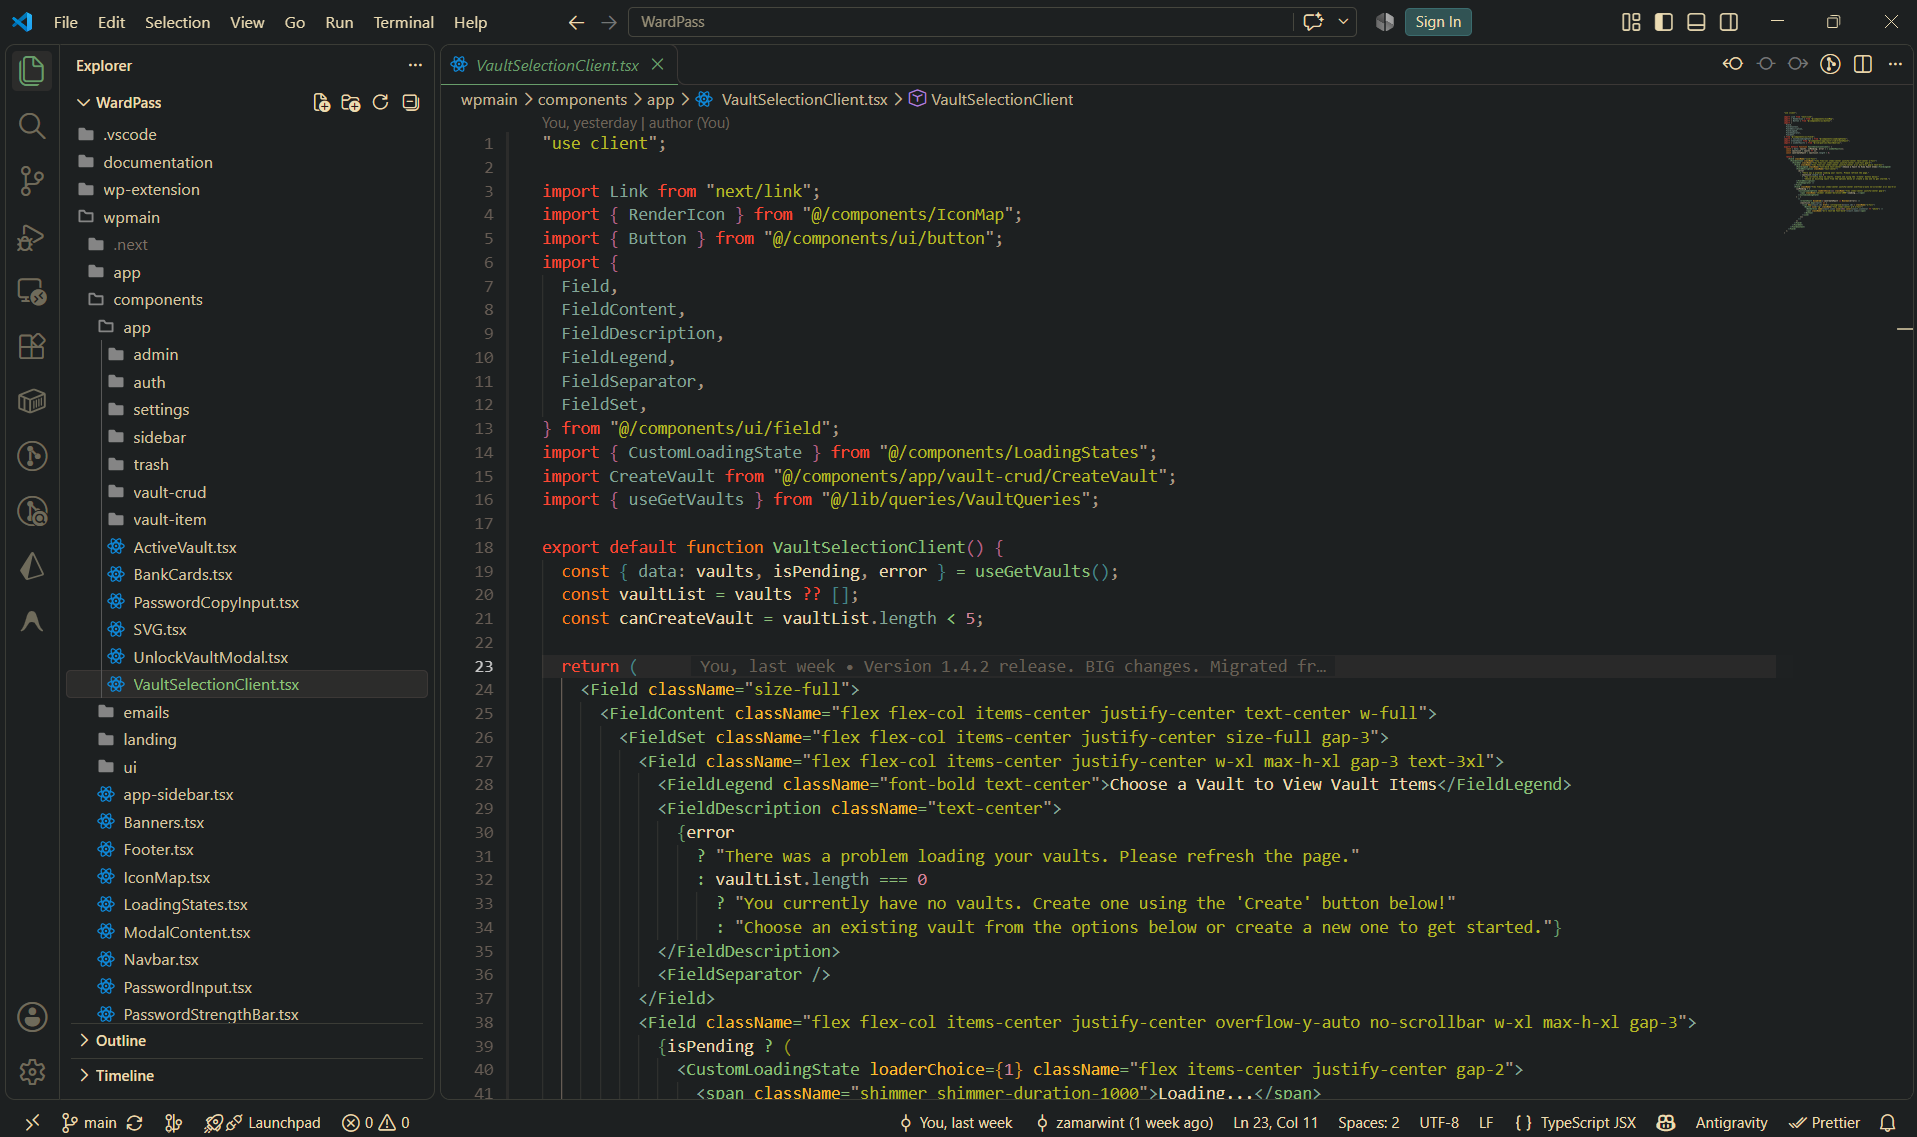 File Edit Selection View Go Run Terminal Help
WardPass
Sign In
Explorer
WardPass
.vscode
documentation
wp-extension
wpmain
.next
app
components
app
admin
auth
settings
sidebar
trash
vault-crud
vault-item
ActiveVault.tsx
BankCards.tsx
PasswordCopyInput.tsx
SVG.tsx
UnlockVaultModal.tsx
VaultSelectionClient.tsx
emails
landing
ui
app-sidebar.tsx
Banners.tsx
Footer.tsx
IconMap.tsx
LoadingStates.tsx
ModalContent.tsx
Navbar.tsx
PasswordInput.tsx
PasswordStrengthBar.tsx
Outline
Timeline
VaultSelectionClient.tsx
wpmain > components > app > VaultSelectionClient.tsx > VaultSelectionClient
You, yesterday | author (You)
1 "use client";
2
3 import Link from "next/link";
4 import { RenderIcon } from "@/components/IconMap";
5 import { Button } from "@/components/ui/button";
6 import {
7 Field,
8 FieldContent,
9 FieldDescription,
10 FieldLegend,
11 FieldSeparator,
12 FieldSet,
13 } from "@/components/ui/field";
14 import { CustomLoadingState } from "@/components/LoadingStates";
15 import CreateVault from "@/components/app/vault-crud/CreateVault";
16 import { useGetVaults } from "@/lib/queries/VaultQueries";
17
18 export default function VaultSelectionClient() {
19 const { data: vaults, isPending, error } = useGetVaults();
20 const vaultList = vaults ?? [];
21 const canCreateVault = vaultList.length < 5;
22
23 return ( You, last week • Version 1.4.2 release. BIG changes. Migrated fr…
24 <Field className="size-full">
25 <FieldContent className="flex flex-col items-center justify-center text-center w-full">
26 <FieldSet className="flex flex-col items-center justify-center size-full gap-3">
27 <Field className="flex flex-col items-center justify-center w-xl max-h-xl gap-3 text-3xl">
28 <FieldLegend className="font-bold text-center">Choose a Vault to View Vault Items</FieldLegend>
29 <FieldDescription className="text-center">
30 {error
31 ? "There was a problem loading your vaults. Please refresh the page."
32 : vaultList.length === 0
33 ? "You currently have no vaults. Create one using the 'Create' button below!"
34 : "Choose an existing vault from the options below or create a new one to get started."}
35 </FieldDescription>
36 <FieldSeparator />
37 </Field>
38 <Field className="flex flex-col items-center justify-center overflow-y-auto no-scrollbar w-xl max-h-xl gap-3">
39 {isPending ? (
40 <CustomLoadingState loaderChoice={1} className="flex items-center justify-center gap-2">
41 <span className="shimmer shimmer-duration-1000">Loading...</span>
main Launchpad 0 0 You, last week zamarwint (1 week ago) Ln 23, Col 11 Spaces: 2 UTF-8 LF { } TypeScript JSX Antigravity Prettier